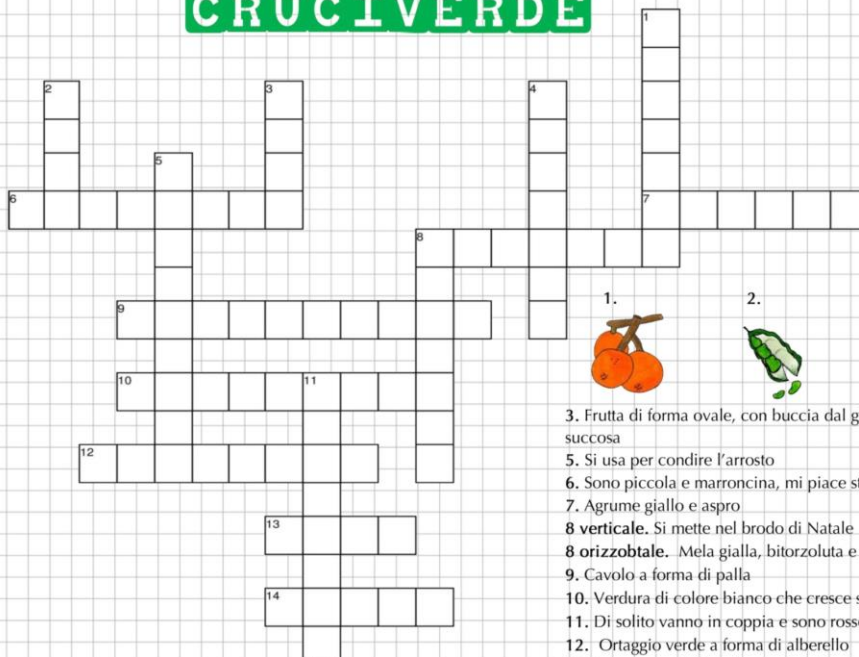 CRUCIVERDE
1
2
3
4
5
6
7
8
9
10
11
12
13
14
1.
2.
3. Frutta di forma ovale, con buccia dal
succosa
5. Si usa per condire l'arrosto
6. Sono piccola e marroncina, mi piace
7. Agrume giallo e aspro
8 verticale. Si mette nel brodo di Natale
8 orizzobtale. Mela gialla, bitorzoluta e
9. Cavolo a forma di palla
10. Verdura di colore bianco che cresce
11. Di solito vanno in coppia e sono
12. Ortaggio verde a forma di alberello